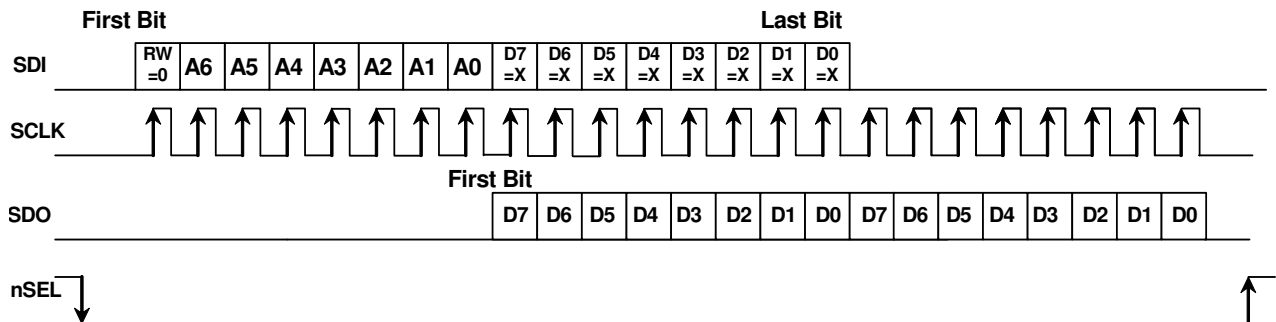 First Bit Last Bit
SDI RW =0 A6 A5 A4 A3 A2 A1 A0 D7 =X D6 =X D5 =X D4 =X D3 =X D2 =X D1 =X D0 =X
SCLK
First Bit
SDO D7 D6 D5 D4 D3 D2 D1 D0 D7 D6 D5 D4 D3 D2 D1 D0
nSEL